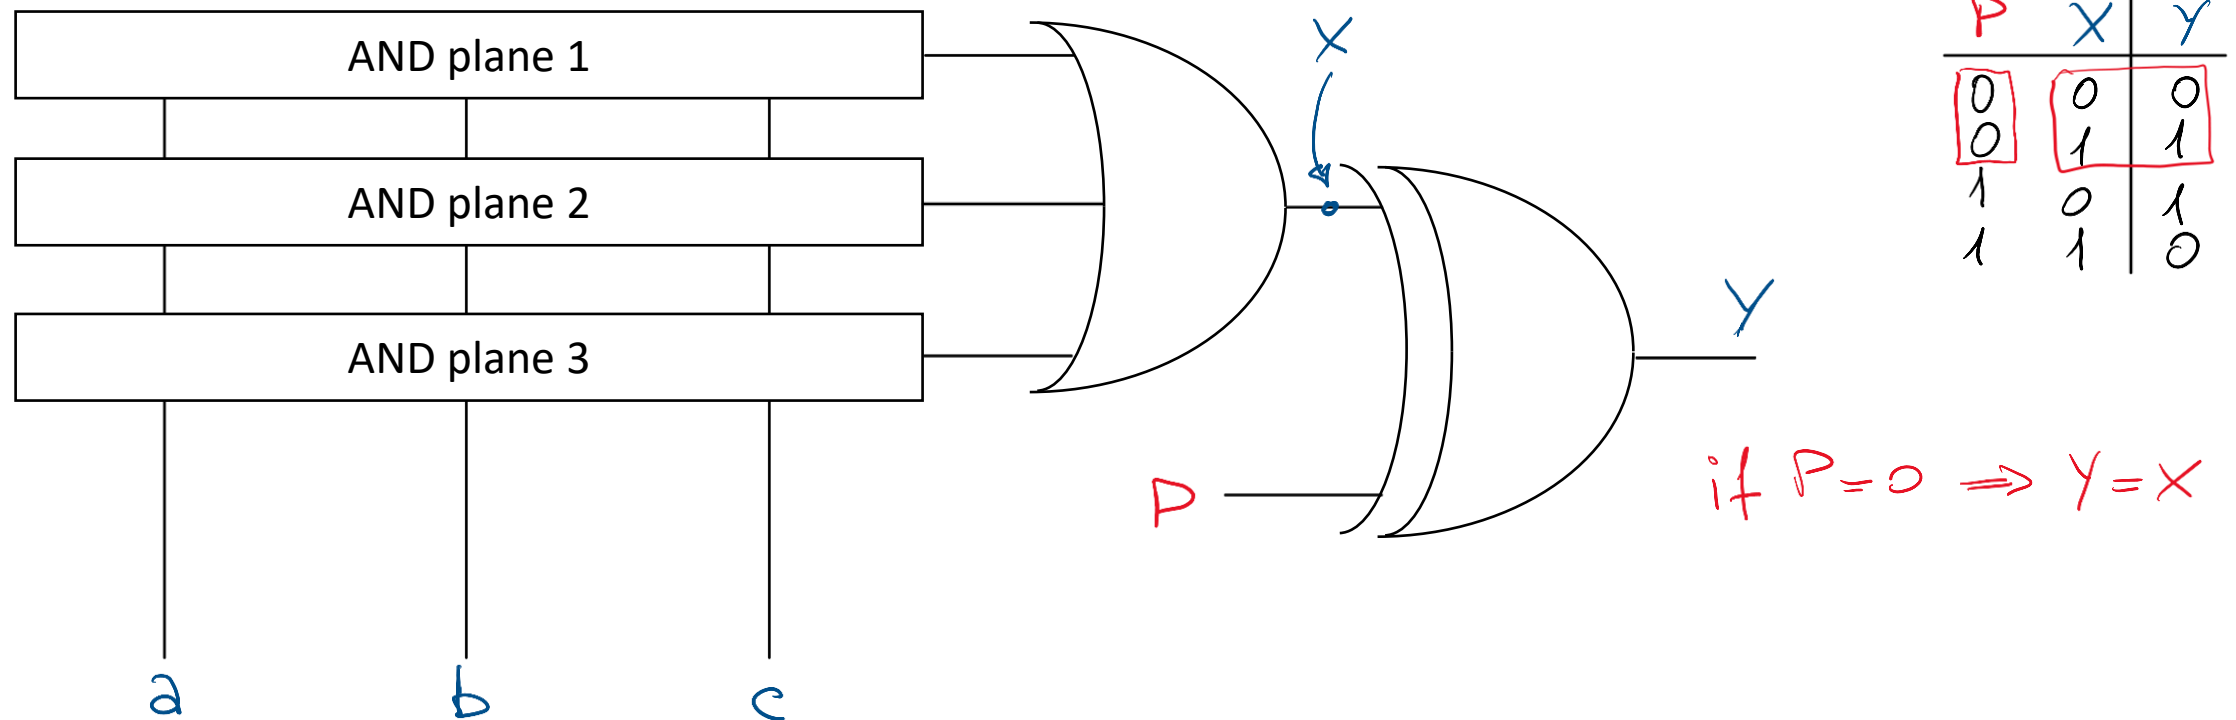 AND plane 1
AND plane 2
AND plane 3
a b c
X
P
Y
P X Y
0 0 0
0 1 1
1 0 1
1 1 0
if P=0 ⇒ Y=X